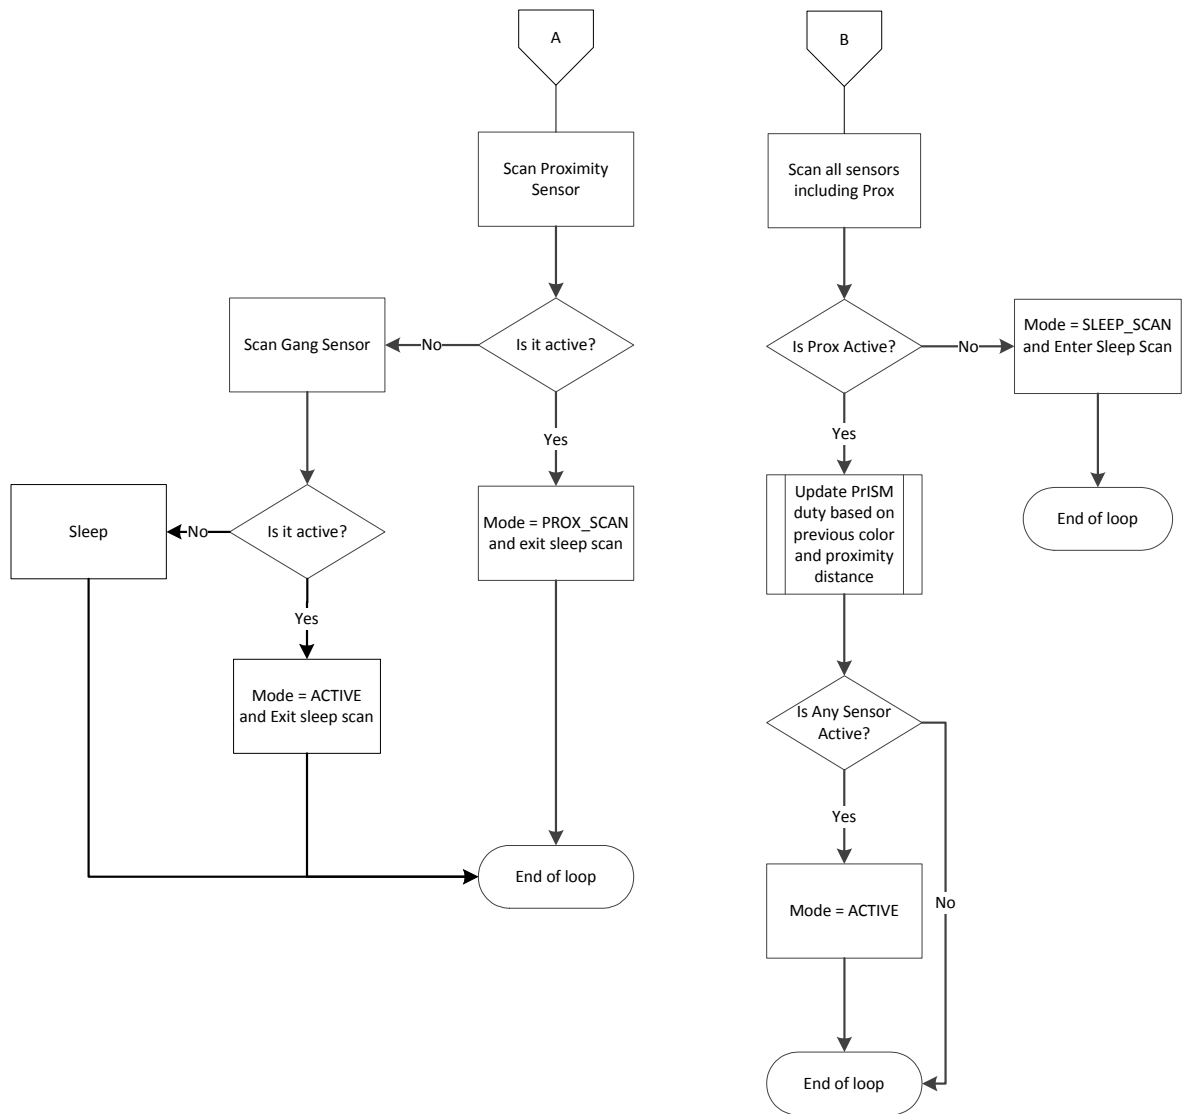 A
Scan Proximity
Sensor
Is it active?
No
Scan Gang Sensor
Yes
Mode = PROX_SCAN
and exit sleep scan
Is it active?
No
Sleep
Yes
Mode = ACTIVE
and Exit sleep scan
End of loop
B
Scan all sensors
including Prox
Is Prox Active?
No
Mode = SLEEP_SCAN
and Enter Sleep Scan
End of loop
Yes
Update PrISM
duty based on
previous color
and proximity
distance
Is Any Sensor
Active?
Yes
No
Mode = ACTIVE
End of loop